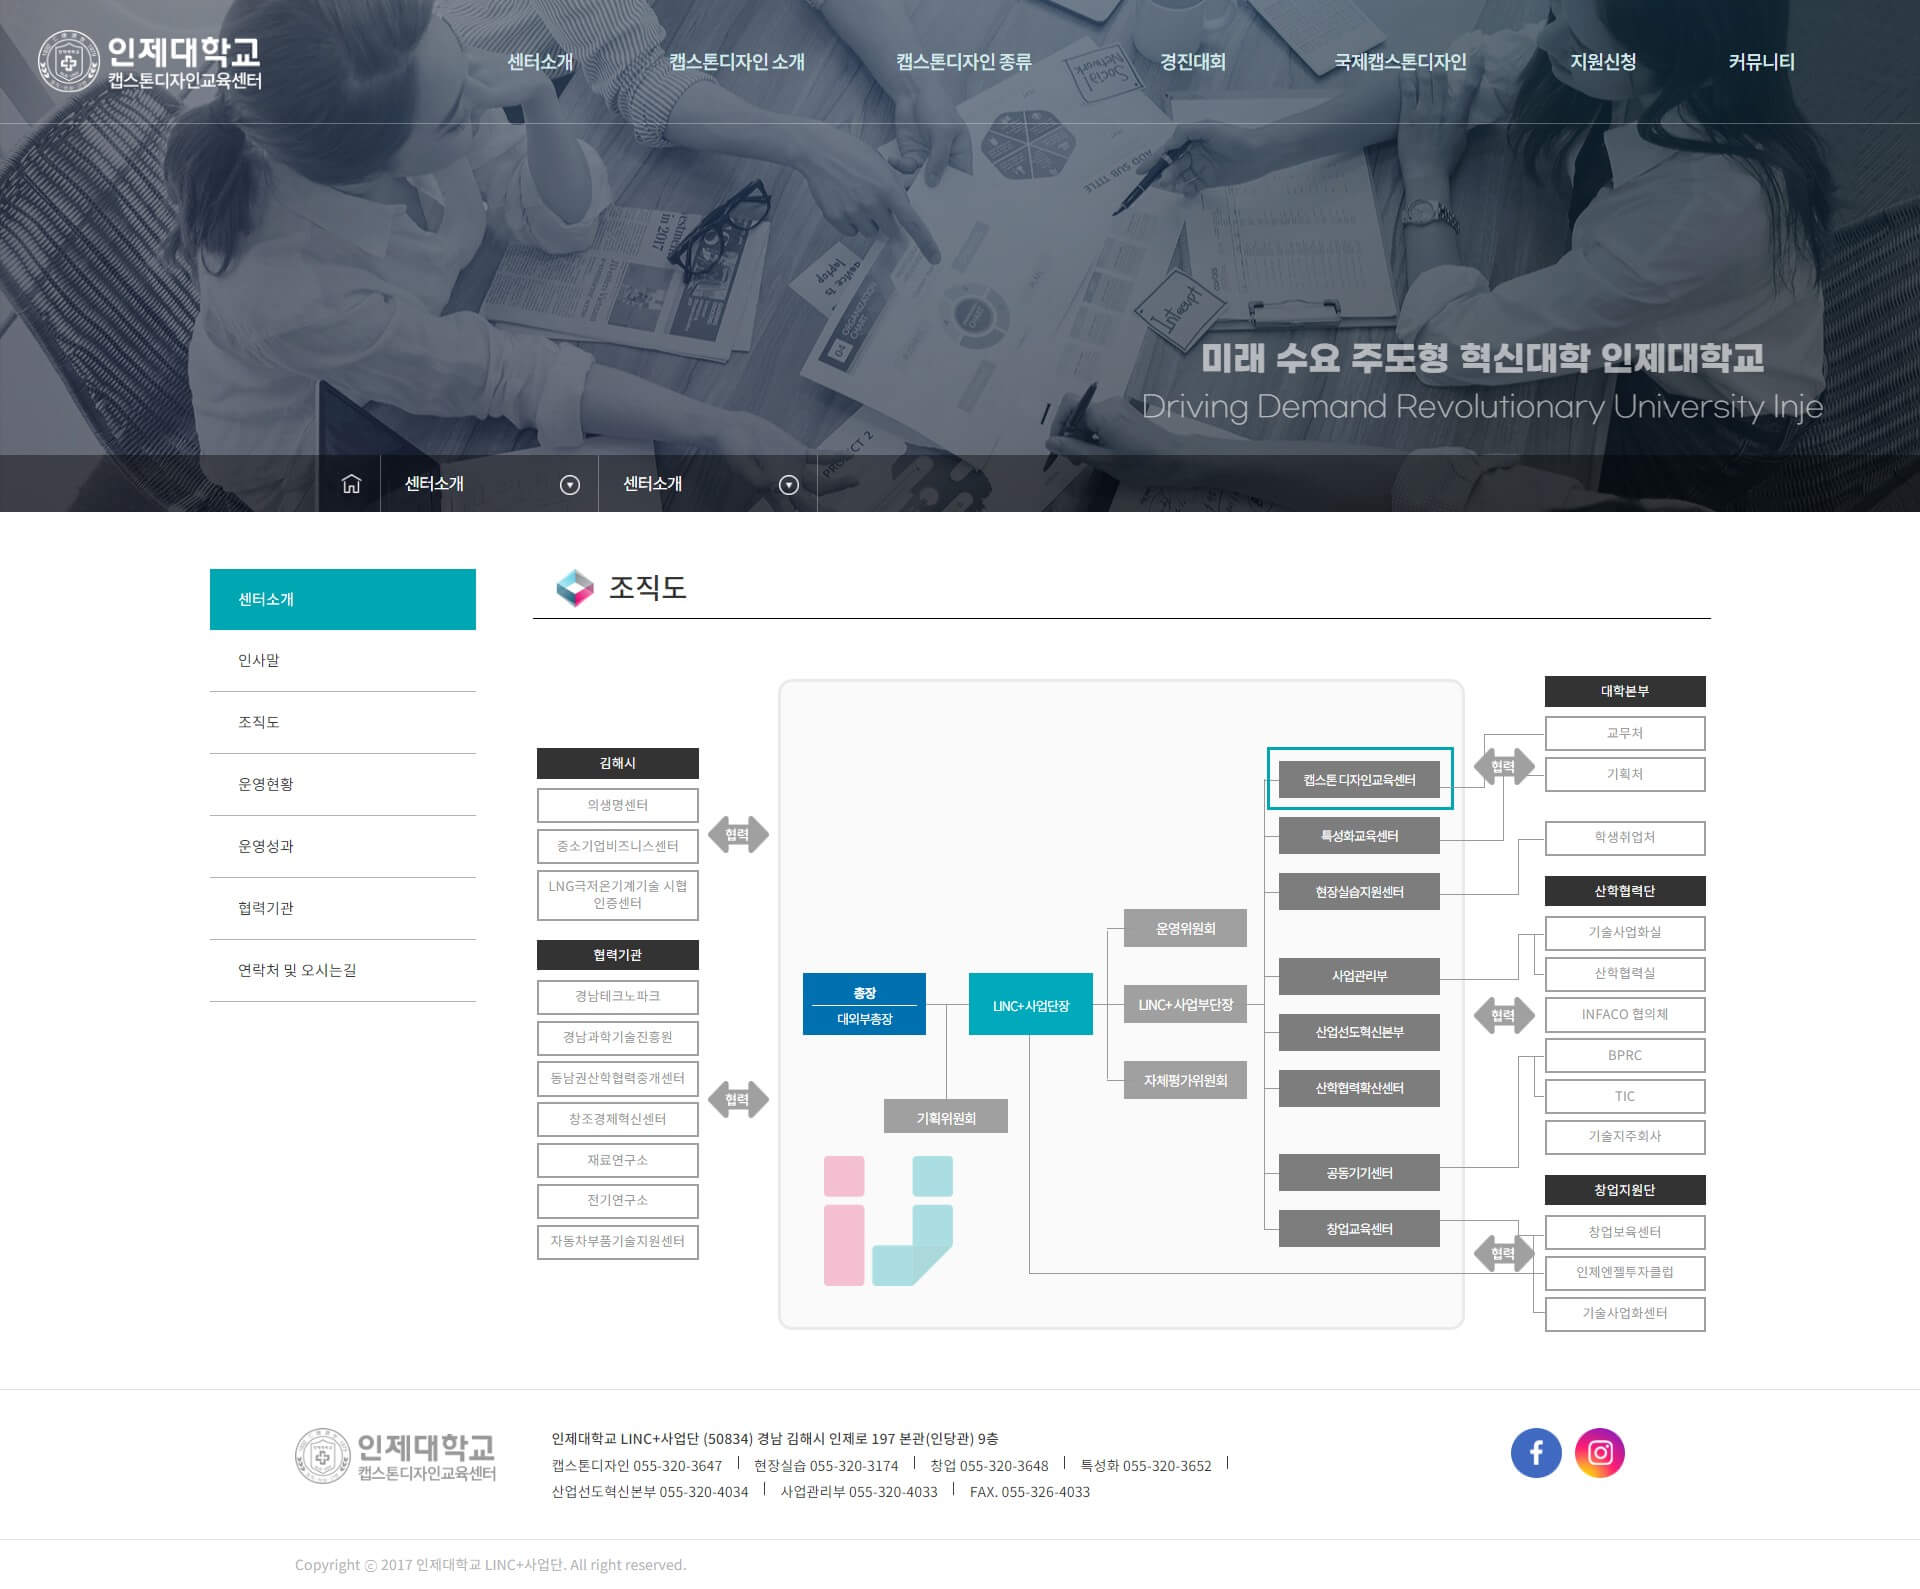 인제대학교
캡스톤디자인교육센터
센터소개
캡스톤디자인 소개
캡스톤디자인 종류
경진대회
국제캡스톤디자인
지원신청
커뮤니티
Social Network
ADD SUB TITLE
in 2017
laptop
device is
ORGANIZATION CHART
04
CHART
Intercept
PROJECT 2
미래 수요 주도형 혁신대학 인제대학교
Driving Demand Revolutionary University Inje
센터소개
센터소개
센터소개
인사말
조직도
운영현황
운영성과
협력기관
연락처 및 오시는길
조직도
김해시
의생명센터
중소기업비즈니스센터
LNG극저온기계기술 시협
인증센터
협력
협력기관
경남테크노파크
경남과학기술진흥원
동남권산학협력중개센터
창조경제혁신센터
재료연구소
전기연구소
자동차부품기술지원센터
협력
총장
대외부총장
LINC+사업단장
기획위원회
운영위원회
LINC+ 사업부단장
자체평가위원회
캡스톤 디자인교육센터
특성화교육센터
현장실습지원센터
사업관리부
산업선도혁신본부
산학협력확산센터
공동기기센터
창업교육센터
협력
협력
협력
대학본부
교무처
기획처
학생취업처
산학협력단
기술사업화실
산학협력실
INFACO 협의체
BPRC
TIC
기술지주회사
창업지원단
창업보육센터
인제엔젤투자클럽
기술사업화센터
인제대학교
캡스톤디자인교육센터
인제대학교 LINC+사업단 (50834) 경남 김해시 인제로 197 본관(인당관) 9층
캡스톤디자인 055-320-3647 | 현장실습 055-320-3174 | 창업 055-320-3648 | 특성화 055-320-3652 |
산업선도혁신본부 055-320-4034 | 사업관리부 055-320-4033 | FAX. 055-326-4033
Copyright ⓒ 2017 인제대학교 LINC+사업단. All right reserved.